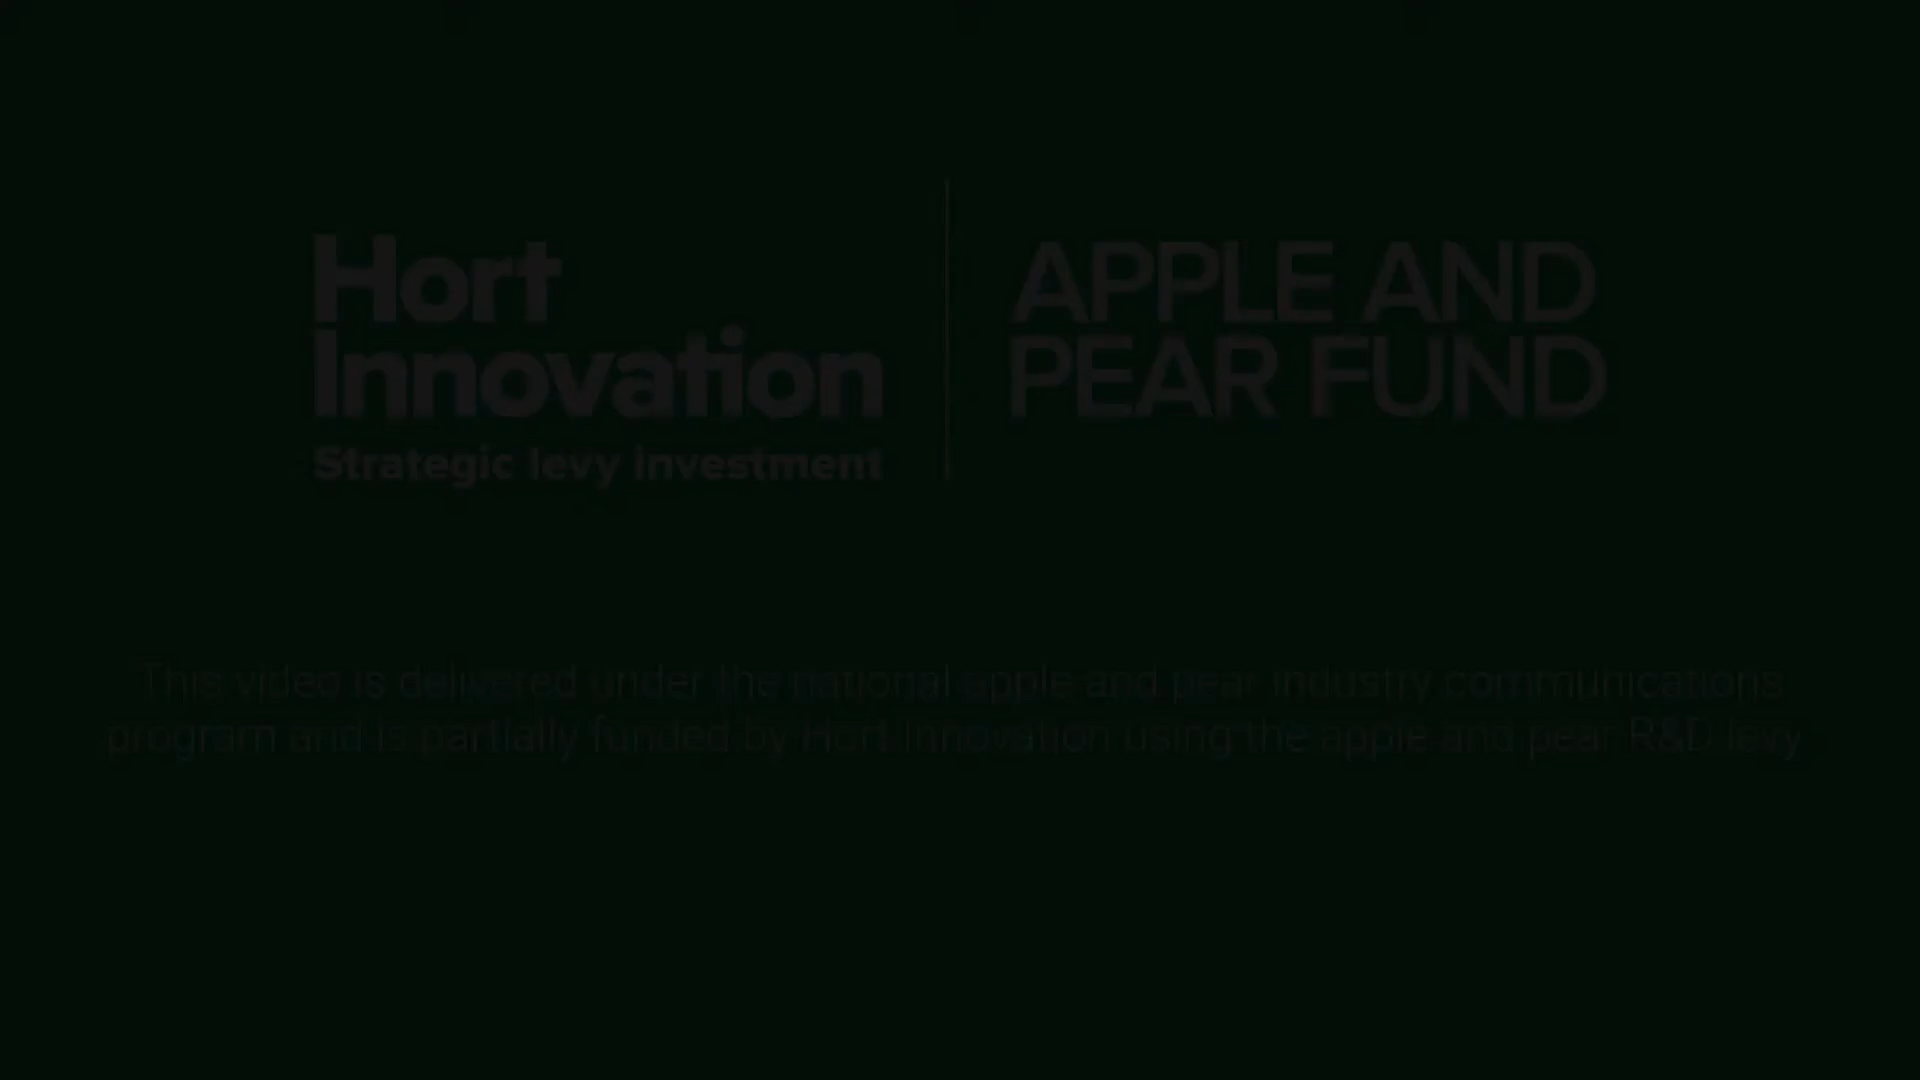 Hort
Innovation
Strategic levy investment
APPLE AND
PEAR FUND
This video is delivered under the national apple and pear industry communications
program and is partially funded by Hort Innovation using the apple and pear R&D levy